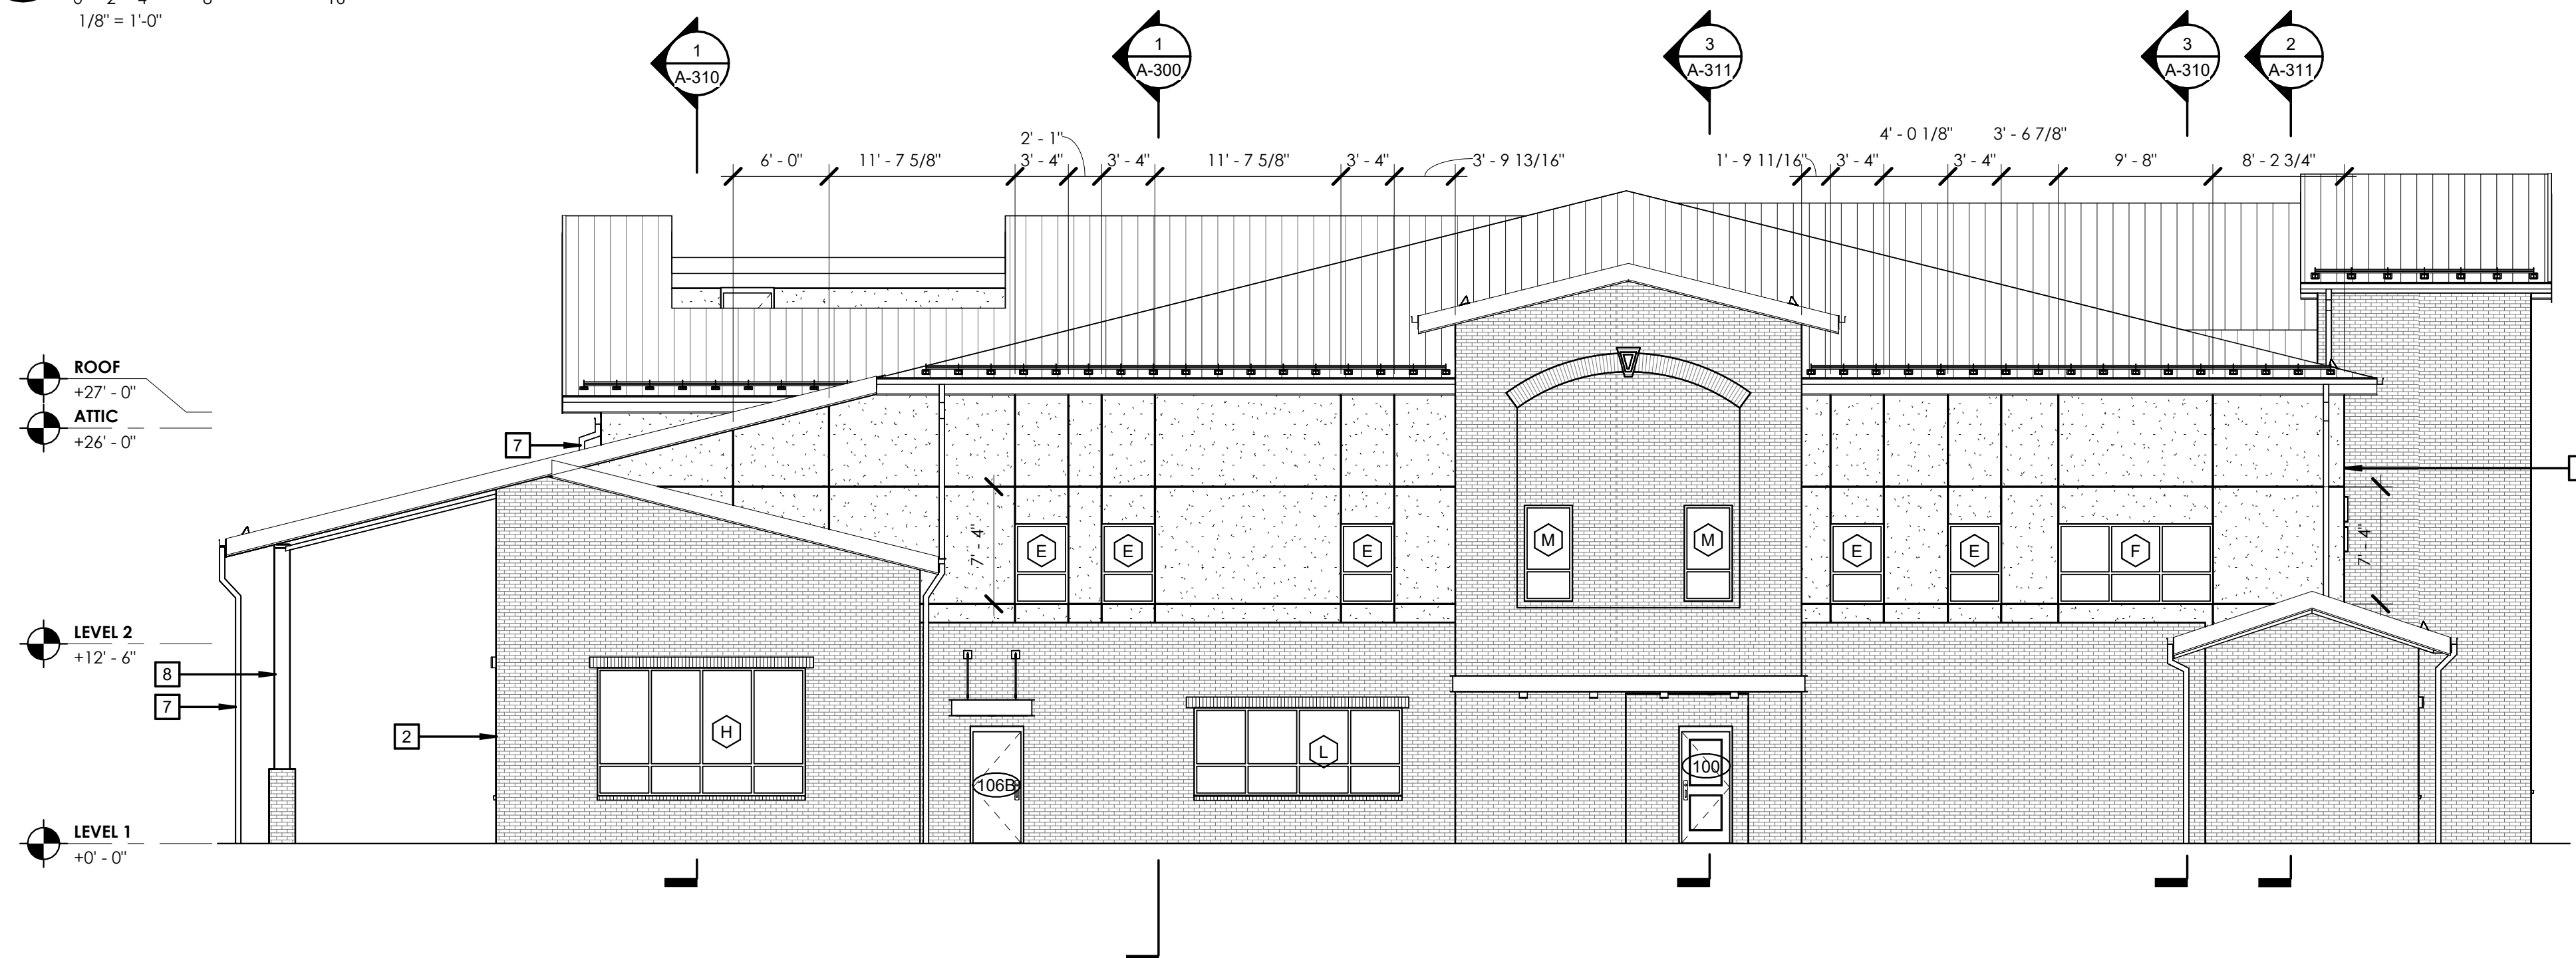 1/8" = 1'-0"
1
A-310
1
A-300
3
A-311
3
A-310
2
A-311
2' - 1"
4' - 0 1/8"
3' - 6 7/8"
6' - 0"
11' - 7 5/8"
3' - 4"
3' - 4"
11' - 7 5/8"
3' - 4"
3' - 9 13/16"
1' - 9 11/16"
3' - 4"
3' - 4"
9' - 8"
8' - 2 3/4"
ROOF
+27' - 0"
ATTIC
+26' - 0"
7
7' - 4"
E
E
E
M
M
E
E
F
7' - 4"
LEVEL 2
+12' - 6"
8
7
2
H
L
106B
100
LEVEL 1
+0' - 0"